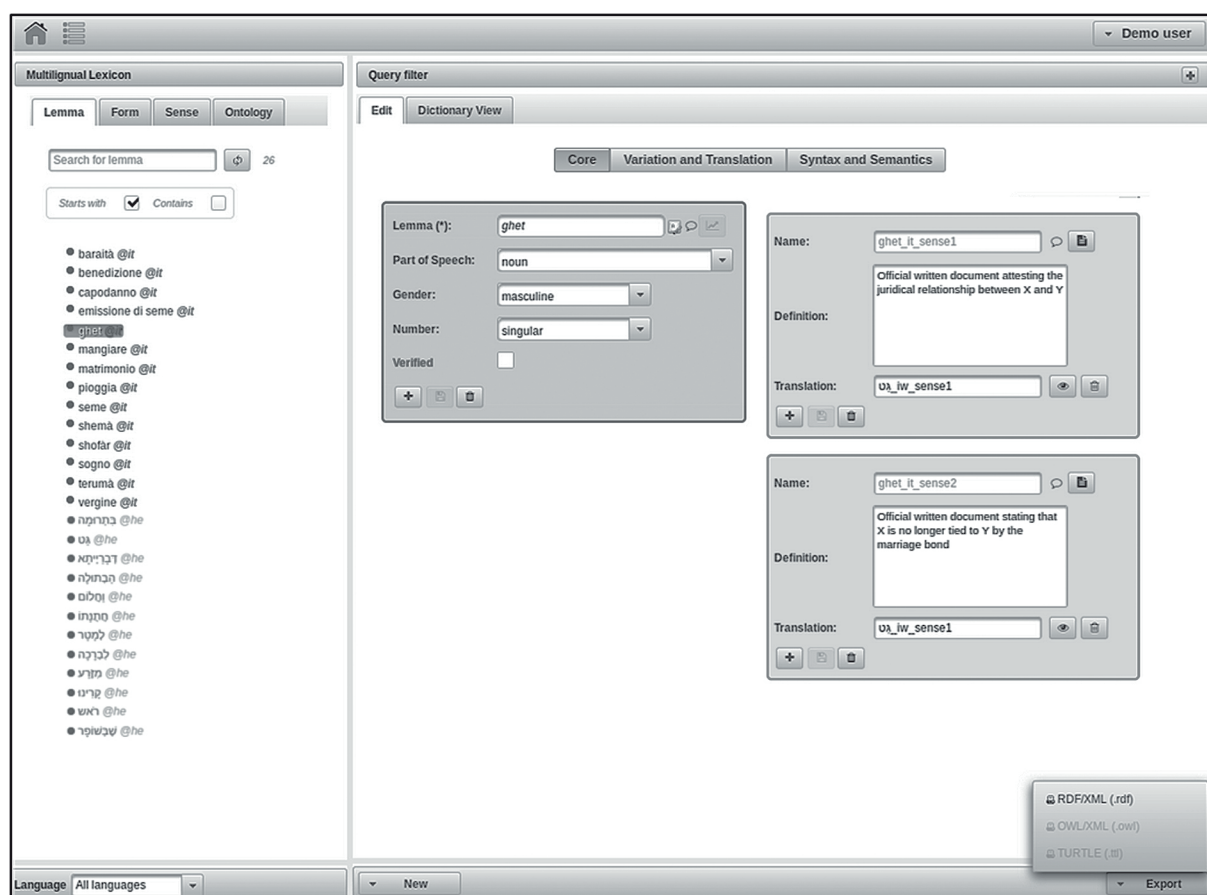 Demo user
Multilignual Lexicon
Lemma Form Sense Ontology
Search for lemma 26
Starts with Contains
baraità @it
benedizione @it
capodanno @it
emissione di seme @it
ghet @it
mangiare @it
matrimonio @it
pioggia @it
seme @it
shemà @it
shofàr @it
sogno @it
terumà @it
vergine @it
בִּתְרוּמָה @he
גֵּט @he
דְּבָרַיְיתָא @he
הַבְּתוּלָה @he
וַחֲלוֹם @he
חֲתֻנָּתוֹ @he
לַמָּטָר @he
לִבְרָכָה @he
מִזֶּרַע @he
קָרִינוּ @he
רֹאשׁ @he
שֶׁבַּשּׁוֹפָר @he
Language All languages
Query filter
Edit Dictionary View
Core Variation and Translation Syntax and Semantics
Lemma (*): ghet
Part of Speech: noun
Gender: masculine
Number: singular
Verified
Name: ghet_it_sense1
Definition: Official written document attesting the
juridical relationship between X and Y
Translation: גֵּט_iw_sense1
Name: ghet_it_sense2
Definition: Official written document stating that
X is no longer tied to Y by the
marriage bond
Translation: גֵּט_iw_sense1
RDF/XML (.rdf)
OWL/XML (.owl)
TURTLE (.ttl)
New
Export